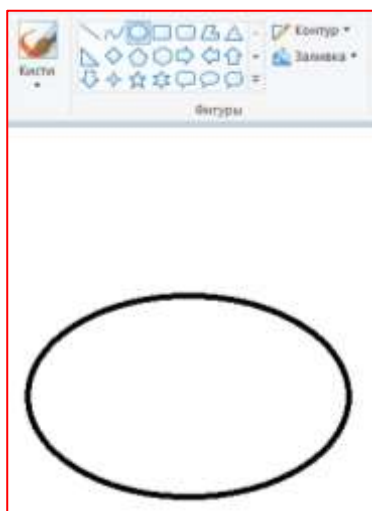 Контур
Заливка
Кисти
Фигуры